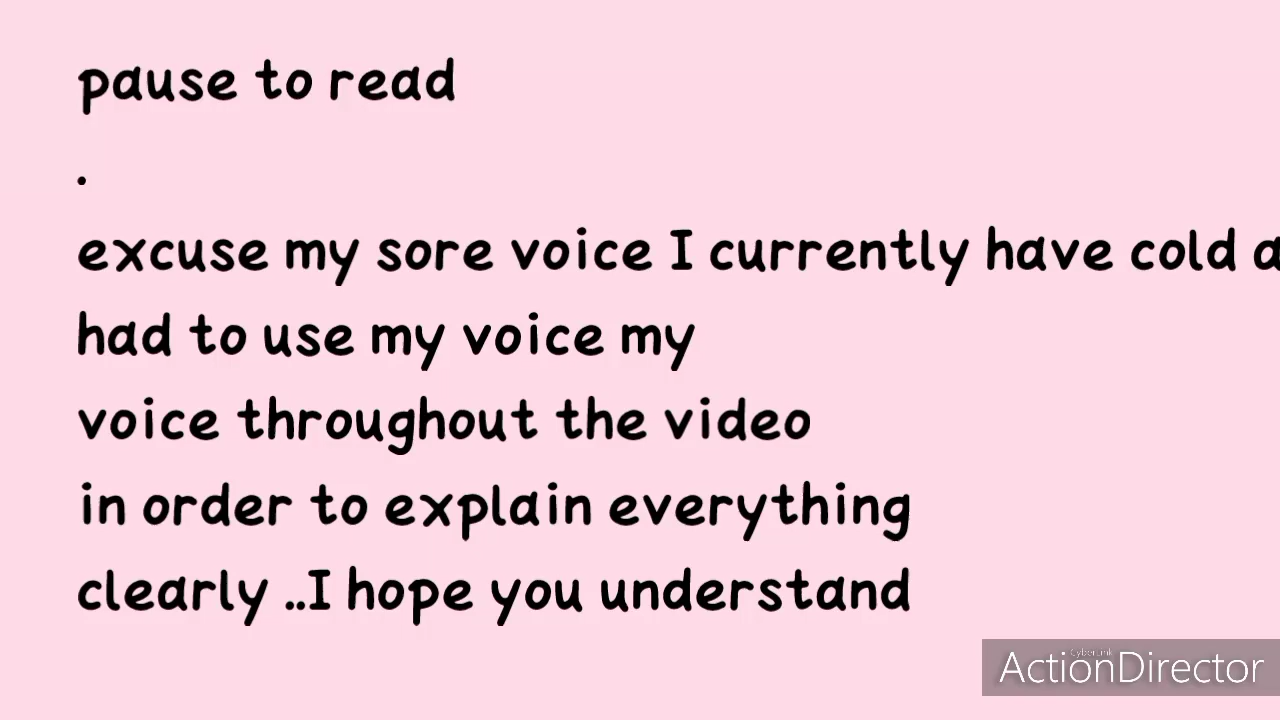 pause to read
.
excuse my sore voice I currently have cold a
had to use my voice my
voice throughout the video
in order to explain everything
clearly ..I hope you understand
CyberLink
ActionDirector